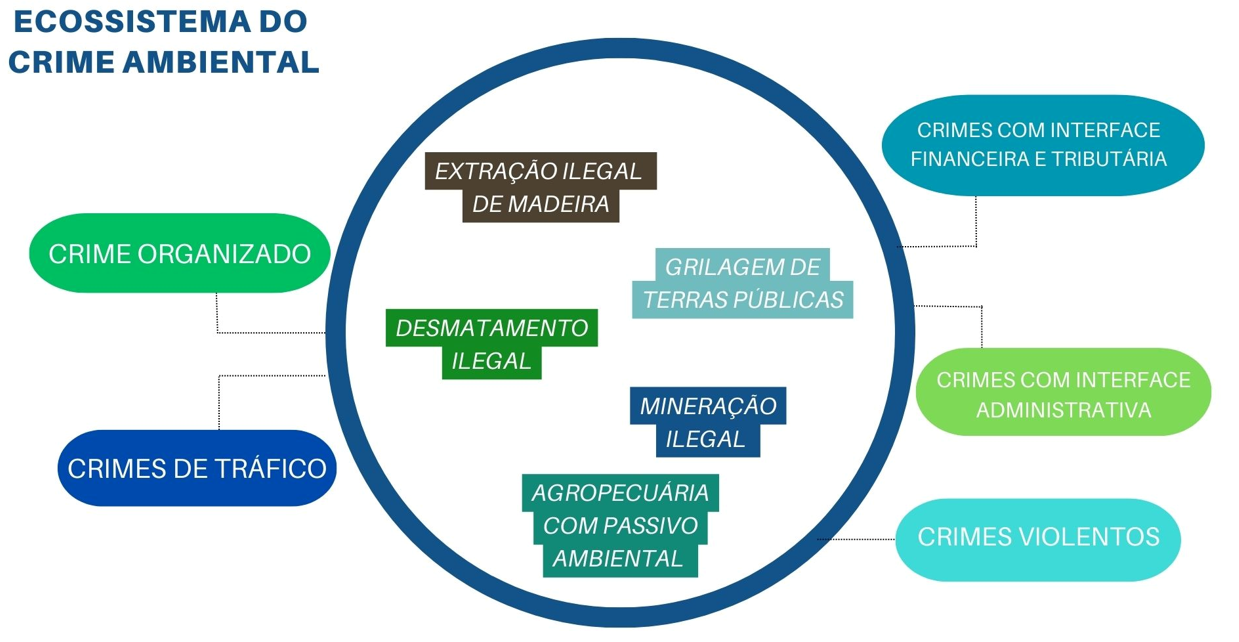 ECOSSISTEMA DO
CRIME AMBIENTAL
EXTRAÇÃO ILEGAL
DE MADEIRA
GRILAGEM DE
TERRAS PÚBLICAS
DESMATAMENTO
ILEGAL
MINERAÇÃO
ILEGAL
AGROPECUÁRIA
COM PASSIVO
AMBIENTAL
CRIME ORGANIZADO
CRIMES DE TRÁFICO
CRIMES COM INTERFACE
FINANCEIRA E TRIBUTÁRIA
CRIMES COM INTERFACE
ADMINISTRATIVA
CRIMES VIOLENTOS